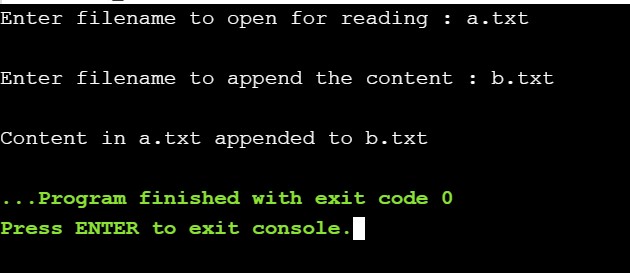 Enter filename to open for reading : a.txt
Enter filename to append the content : b.txt
Content in a.txt appended to b.txt
...Program finished with exit code 0
Press ENTER to exit console.